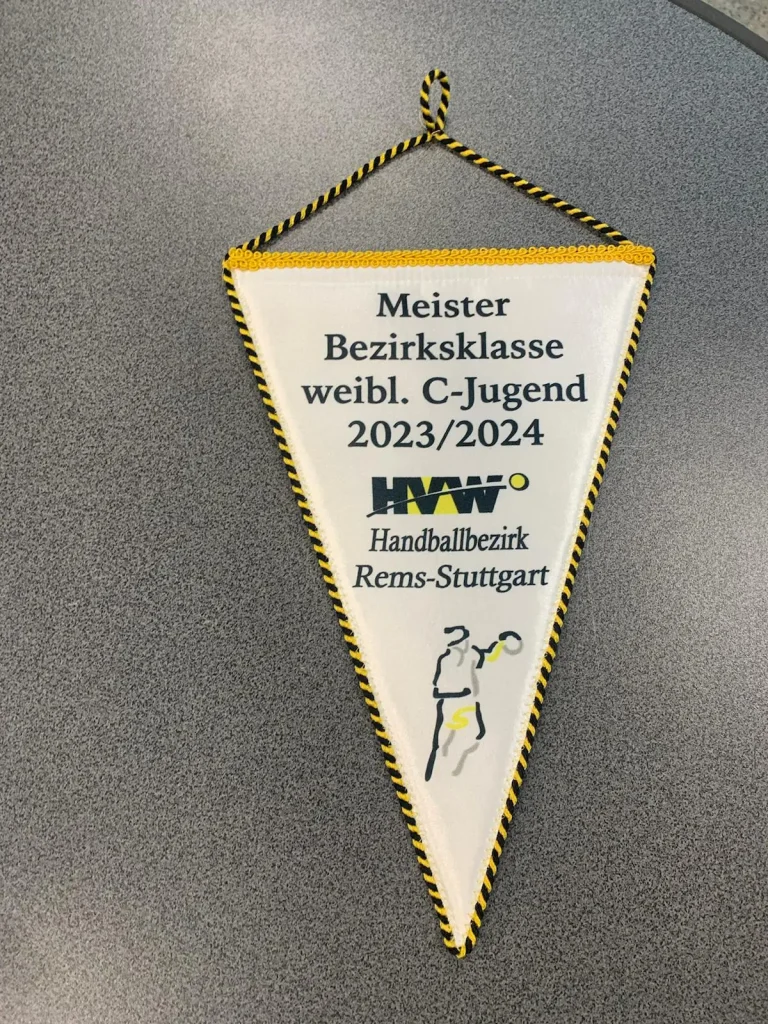 Meister
Bezirksklasse
weibl. C-Jugend
2023/2024
HVW
Handballbezirk
Rems-Stuttgart